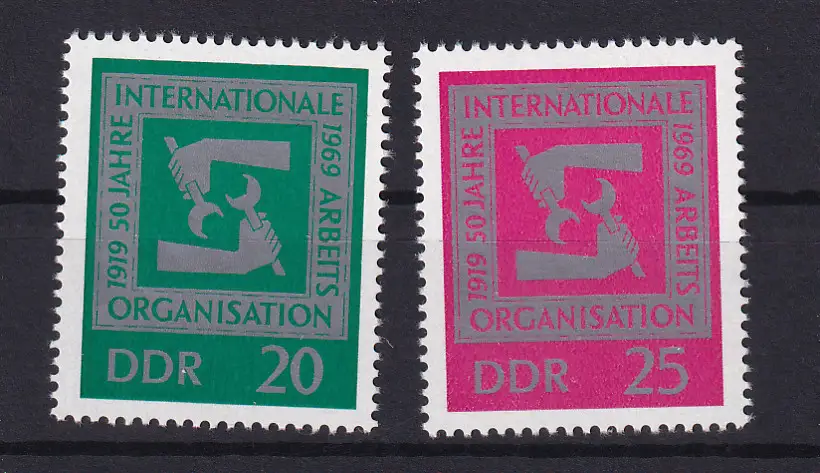 INTERNATIONALE
1919 50 JAHRE
1969 ARBEITS
ORGANISATION
DDR 20
INTERNATIONALE
1919 50 JAHRE
1969 ARBEITS
ORGANISATION
DDR 25